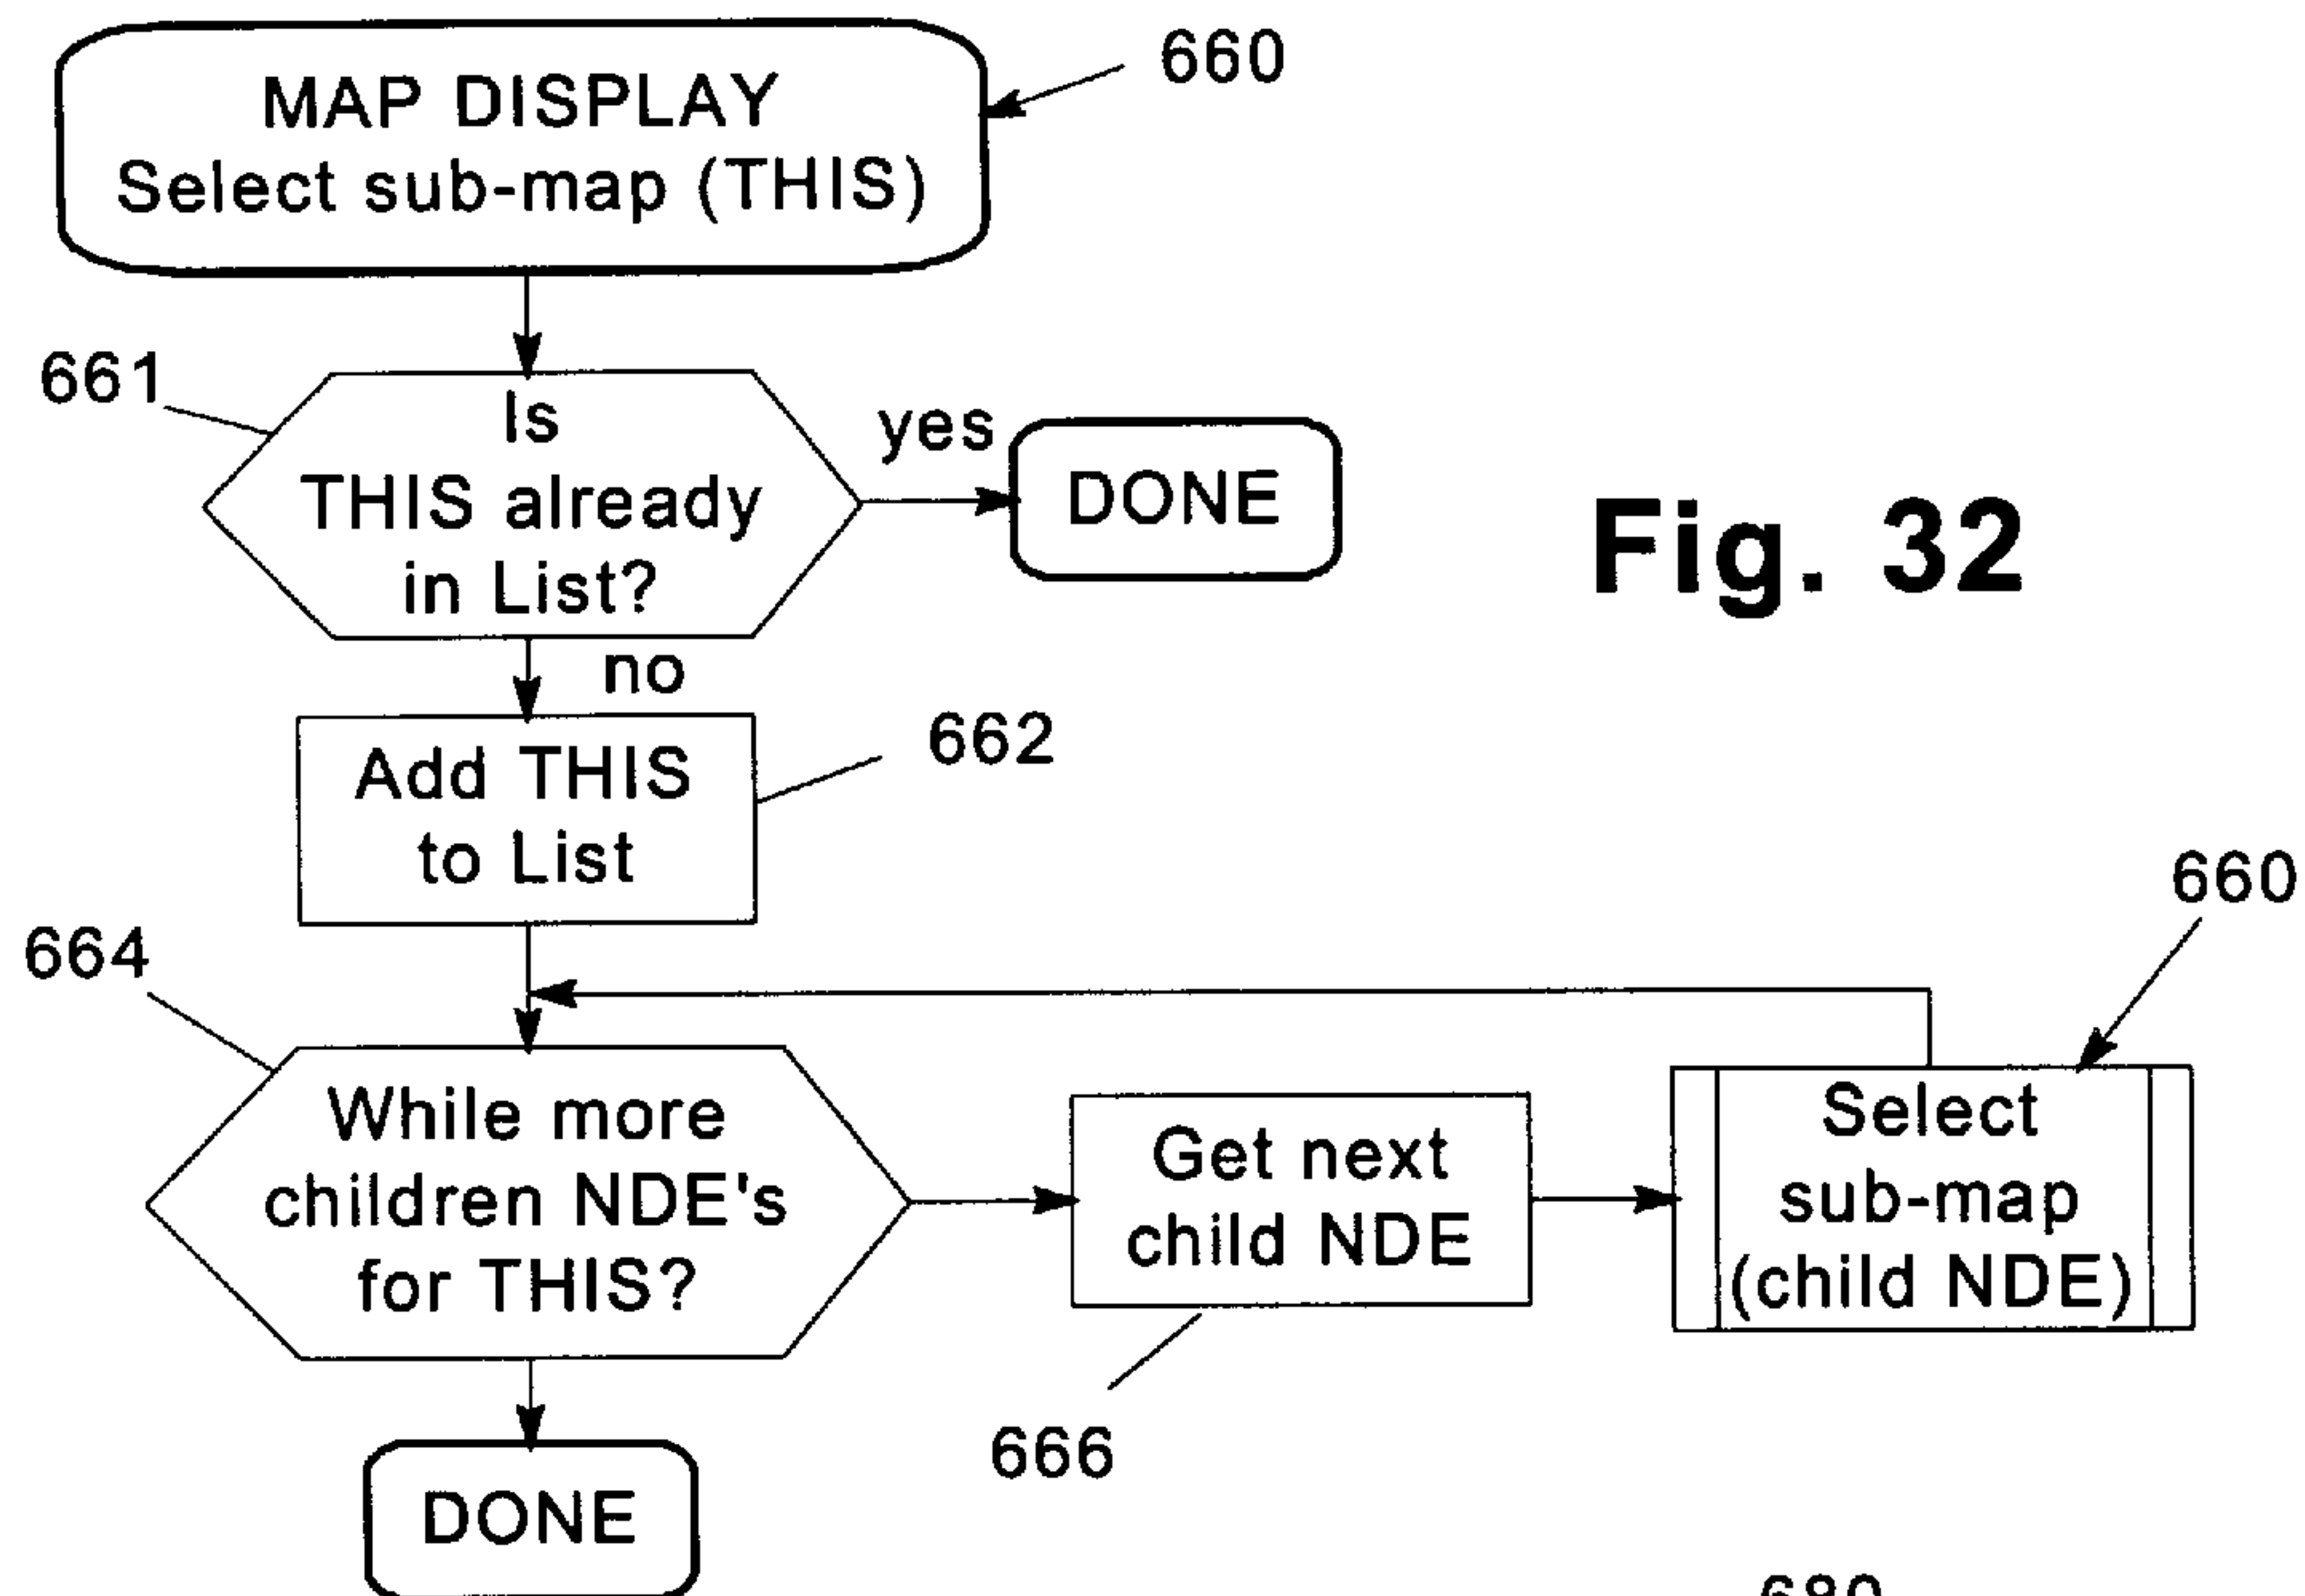 MAP DISPLAY
Select sub-map (THIS)
660
661
Is
THIS already
in List?
yes
DONE
Fig. 32
no
Add THIS
to List
662
660
664
While more
children NDE's
for THIS?
Get next
child NDE
Select
sub-map
(child NDE)
666
DONE